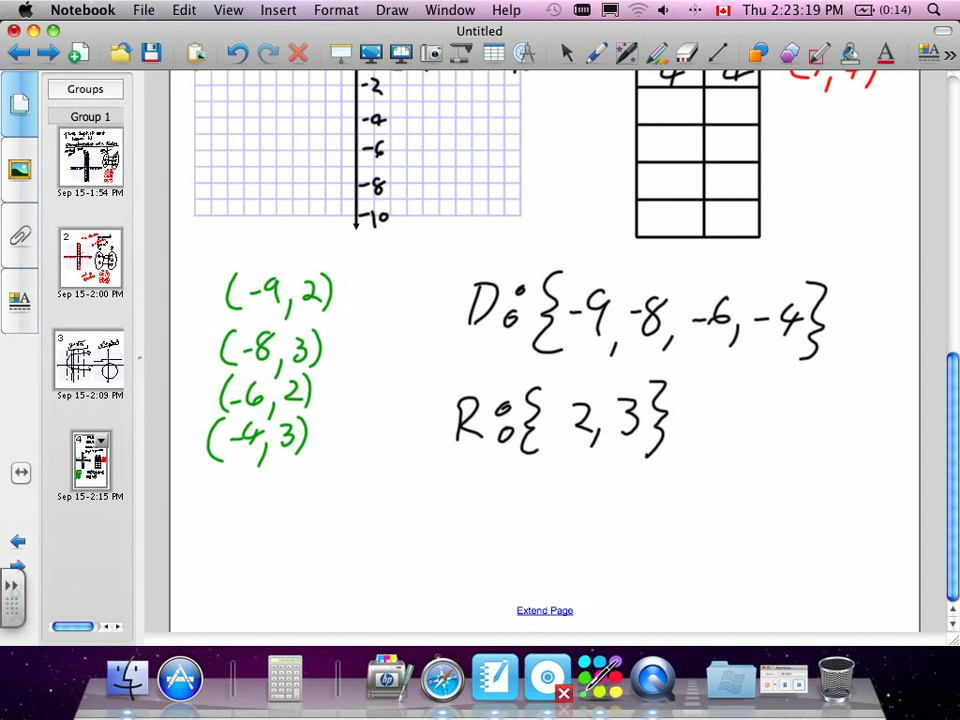 Notebook File Edit View Insert Format Draw Window Help Thu 2:23:19 PM (0:14)
Untitled
Groups
Group 1
Sep 15-1:54 PM
2
Sep 15-2:00 PM
3
Sep 15-2:09 PM
4
Sep 15-2:15 PM
-2
-4
-6
-8
-10
4 4
(-9, 2)
(-8, 3)
(-6, 2)
(-4, 3)
D: {-9, -8, -6, -4}
R: { 2, 3}
Extend Page